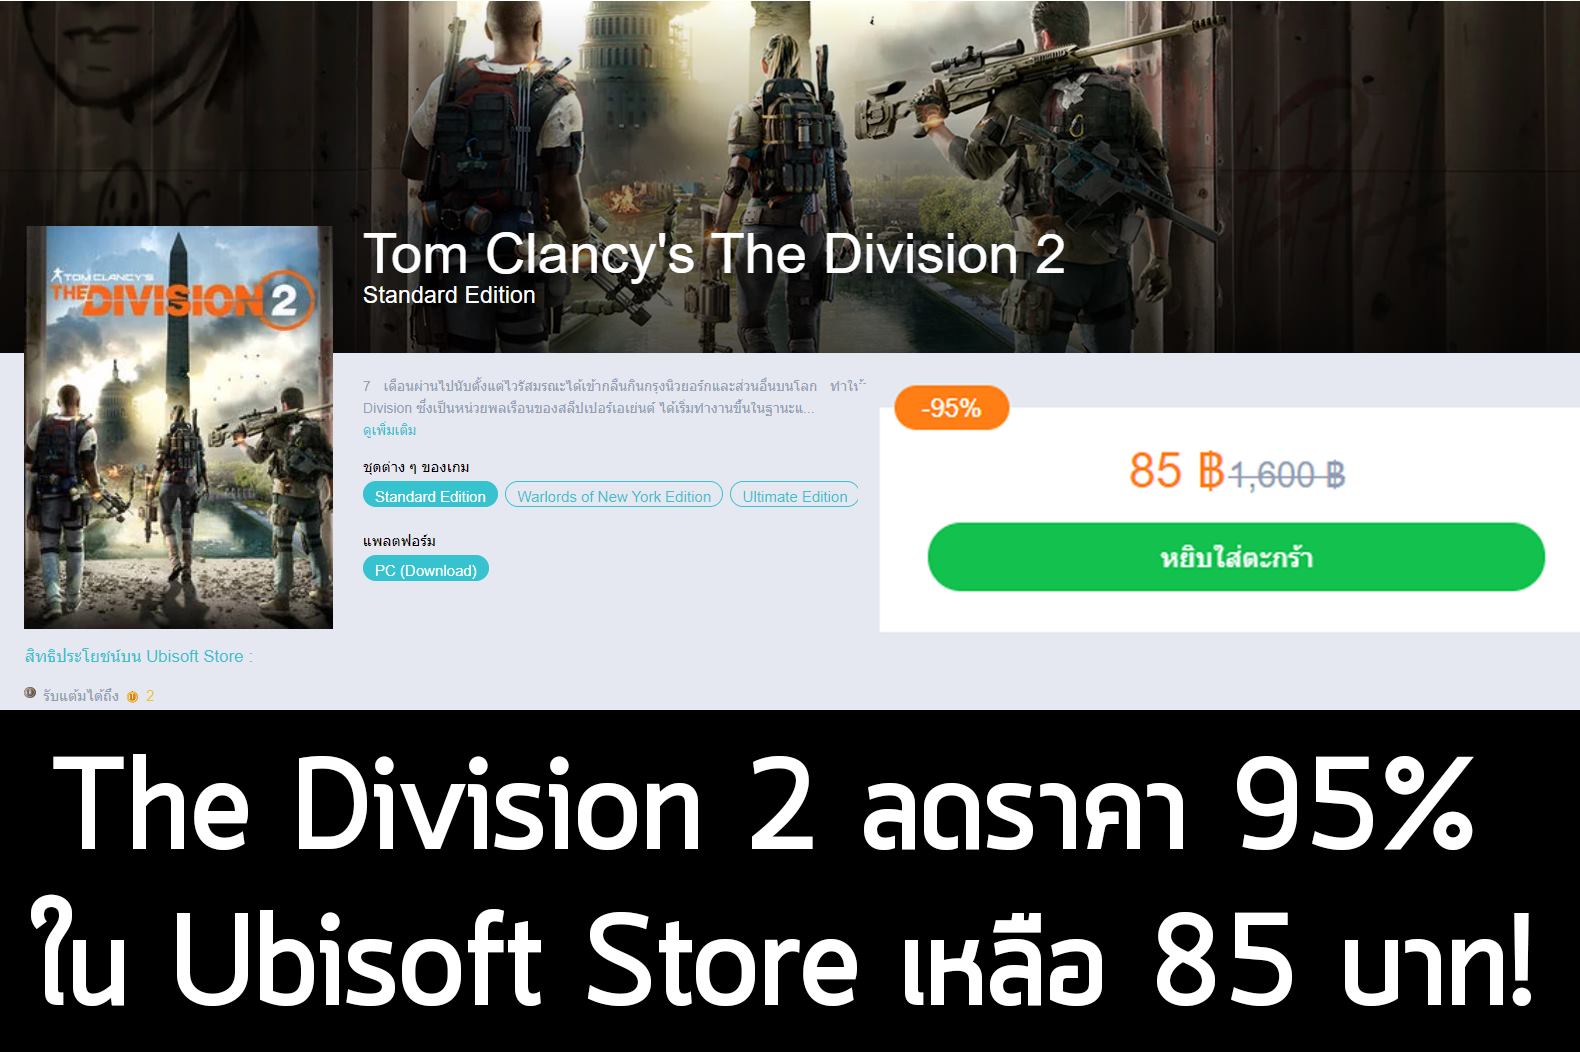 Tom Clancy's The Division 2
Standard Edition
TOM CLANCY'S
THE DIVISION 2
7 เดือนผ่านไปนับตั้งแต่ไวรัสมรณะได้เข้ากลืนกินกรุงนิวยอร์กและส่วนอื่นบนโลก
Division ซึ่งเป็นหน่วยพลเรือนของสลีปเปอร์เอเย่นต์ ได้เริ่มทำงานขึ้นในฐานะแ...
ดูเพิ่มเติม
ชุดต่าง ๆ ของเกม
Standard Edition Warlords of New York Edition Ultimate Edition
แพลตฟอร์ม
PC (Download)
-95%
85 ฿ 1,600 ฿
หยิบใส่ตะกร้า
สิทธิประโยชน์บน Ubisoft Store :
รับแต้มได้ถึง 2
The Division 2 ลดราคา 95%
ใน Ubisoft Store เหลือ 85 บาท!